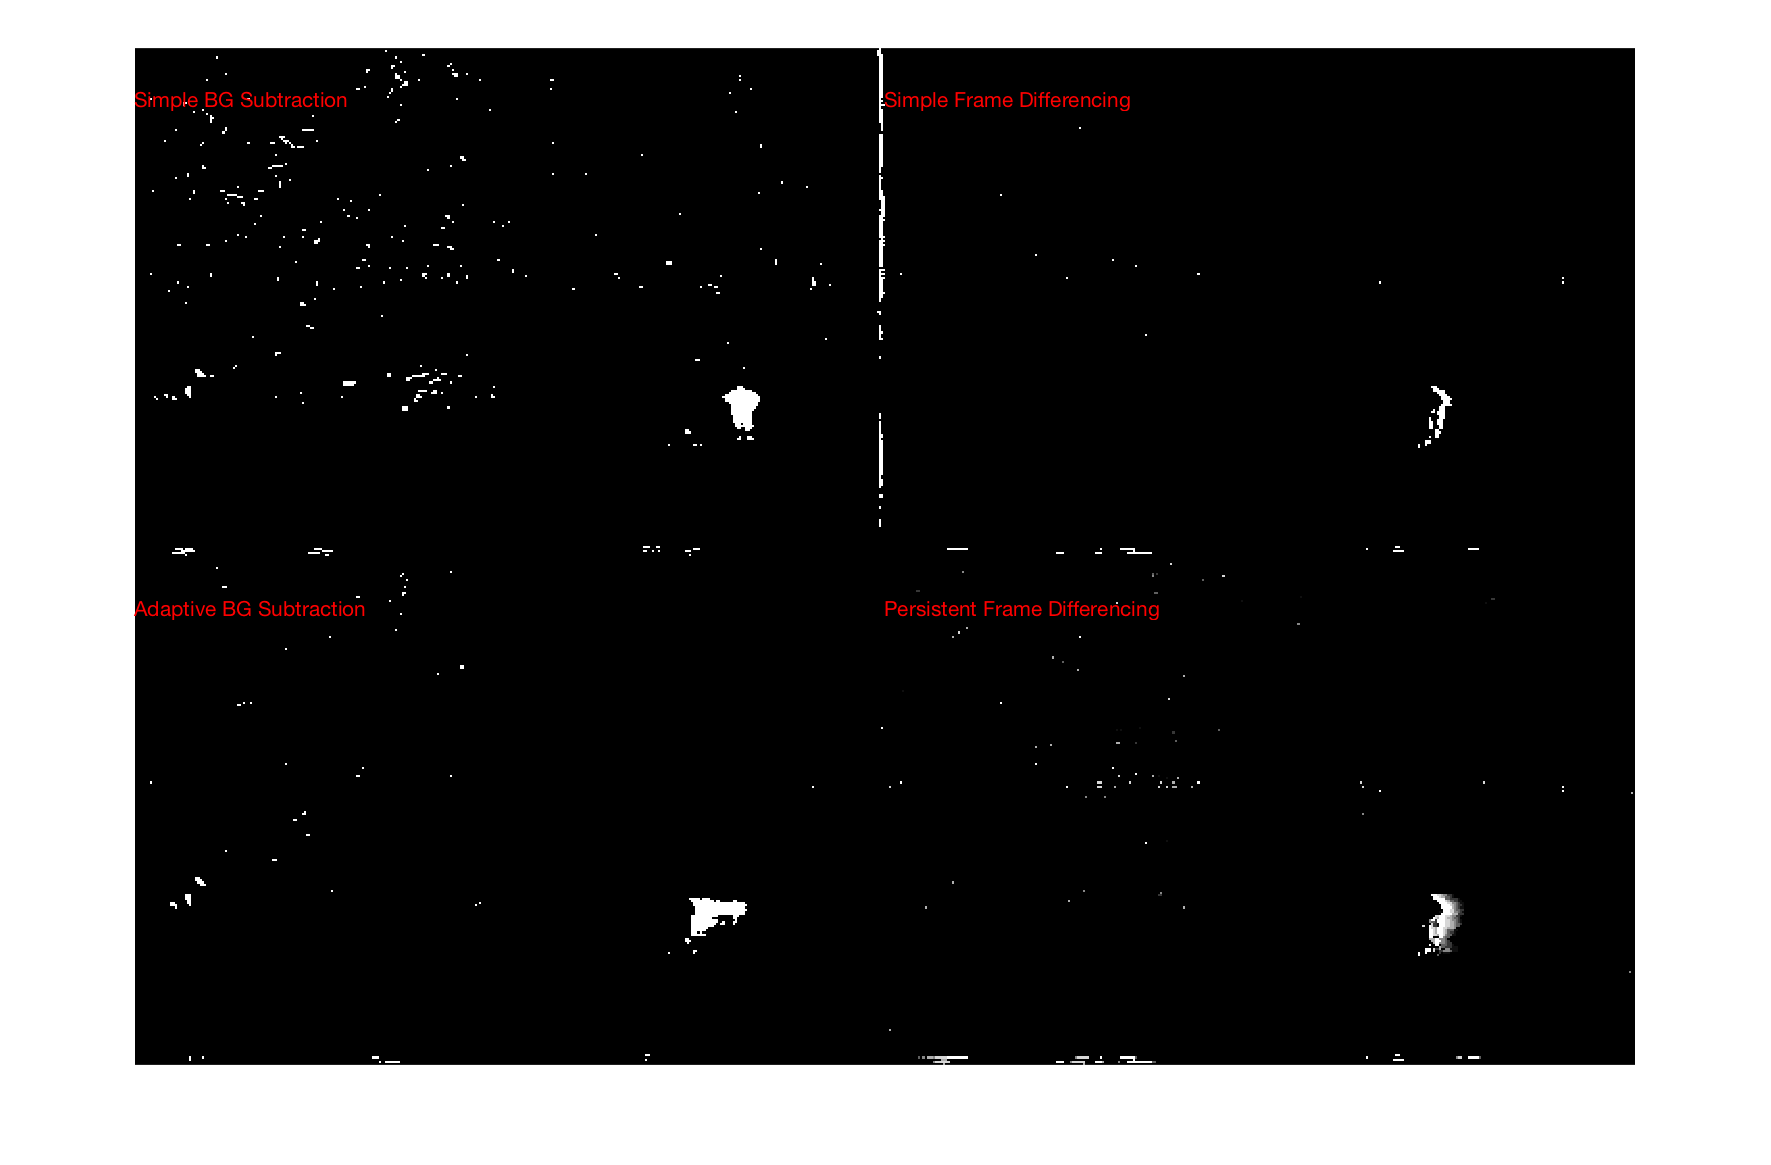 Simple BG Subtraction
Simple Frame Differencing
Adaptive BG Subtraction
Persistent Frame Differencing